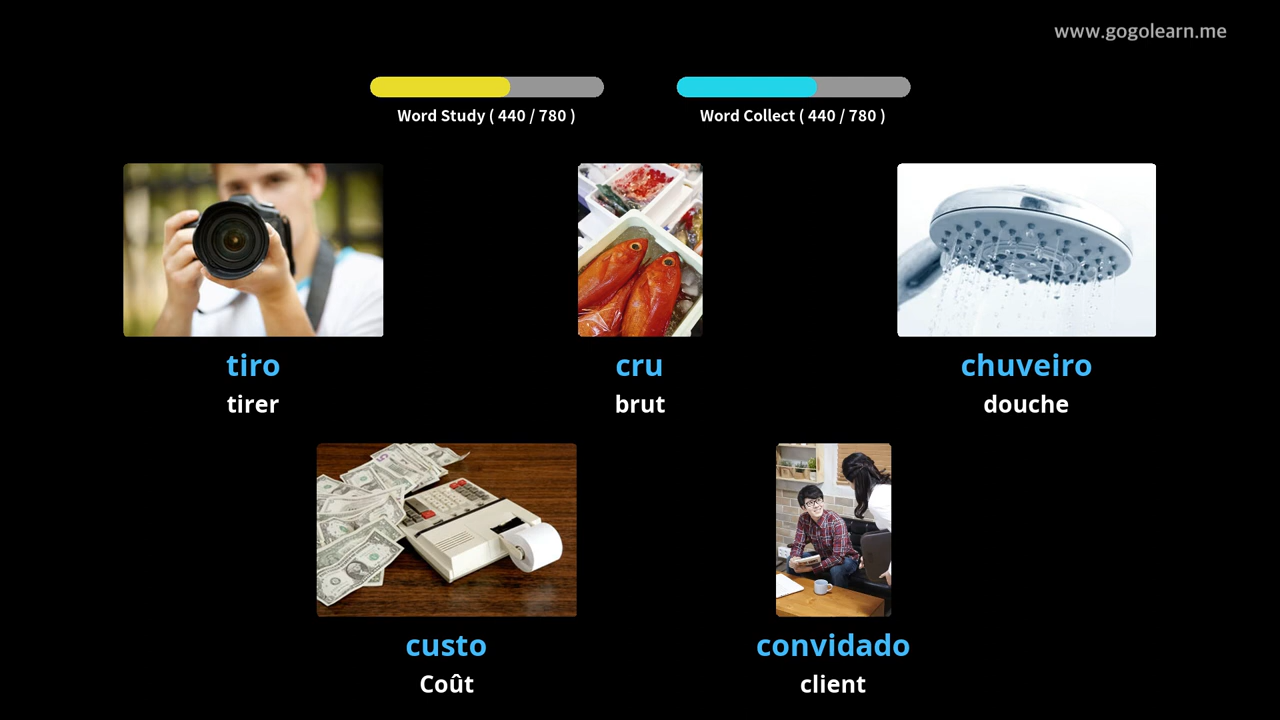 www.gogolearn.me
Word Study ( 440 / 780 )
Word Collect ( 440 / 780 )
tiro
tirer
cru
brut
chuveiro
douche
custo
Coût
convidado
client